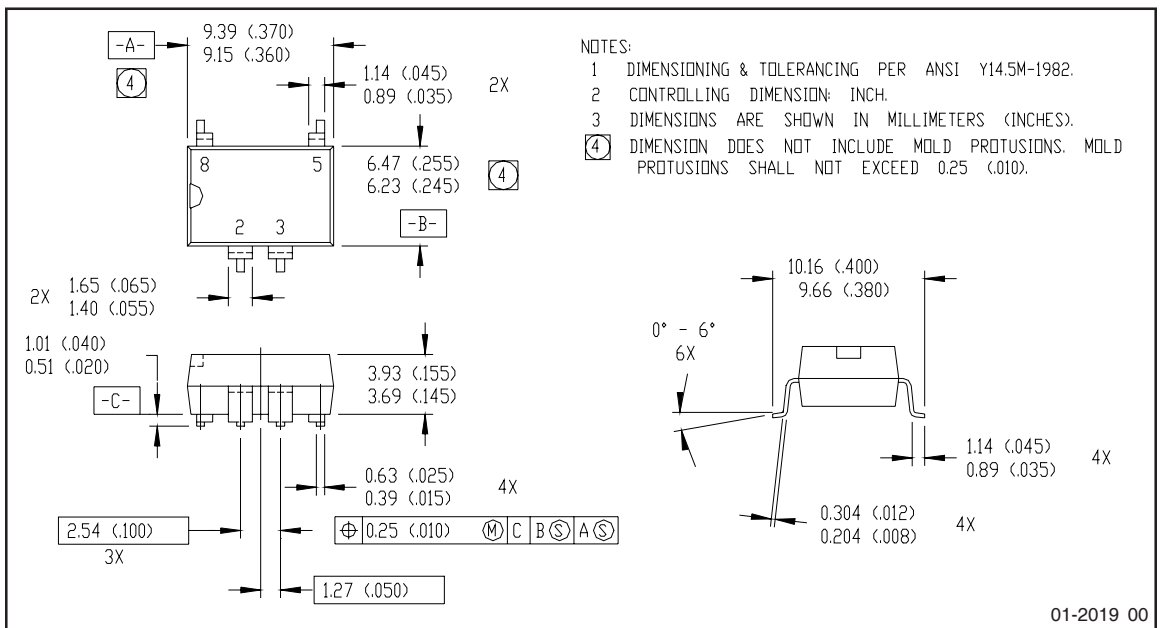 -A-
9.39 (.370)
9.15 (.360)
4
1.14 (.045)
0.89 (.035)
2X
8
5
6.47 (.255)
6.23 (.245)
4
2
3
-B-
2X
1.65 (.065)
1.40 (.055)
1.01 (.040)
0.51 (.020)
-C-
3.93 (.155)
3.69 (.145)
0.63 (.025)
0.39 (.015)
4X
2.54 (.100)
3X
⌖ 0.25 (.010) Ⓜ C B Ⓢ A Ⓢ
1.27 (.050)
NOTES:
1 DIMENSIONING & TOLERANCING PER ANSI Y14.5M-1982.
2 CONTROLLING DIMENSION: INCH.
3 DIMENSIONS ARE SHOWN IN MILLIMETERS (INCHES).
4 DIMENSION DOES NOT INCLUDE MOLD PROTUSIONS. MOLD
PROTUSIONS SHALL NOT EXCEED 0.25 (.010).
10.16 (.400)
9.66 (.380)
0° - 6°
6X
1.14 (.045)
0.89 (.035)
4X
0.304 (.012)
0.204 (.008)
4X
01-2019 00